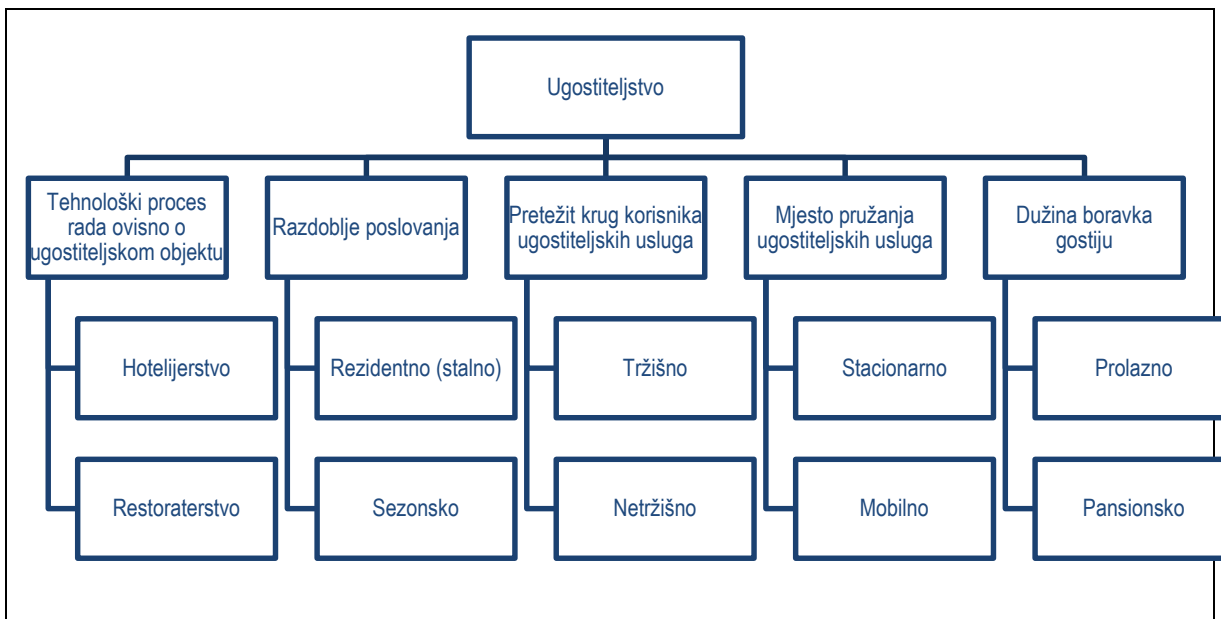 Ugostiteljstvo
Tehnološki proces
rada ovisno o
ugostiteljskom objektu
Razdoblje poslovanja
Pretežit krug korisnika
ugostiteljskih usluga
Mjesto pružanja
ugostiteljskih usluga
Dužina boravka
gostiju
Hotelijerstvo
Rezidentno (stalno)
Tržišno
Stacionarno
Prolazno
Restoraterstvo
Sezonsko
Netržišno
Mobilno
Pansionsko